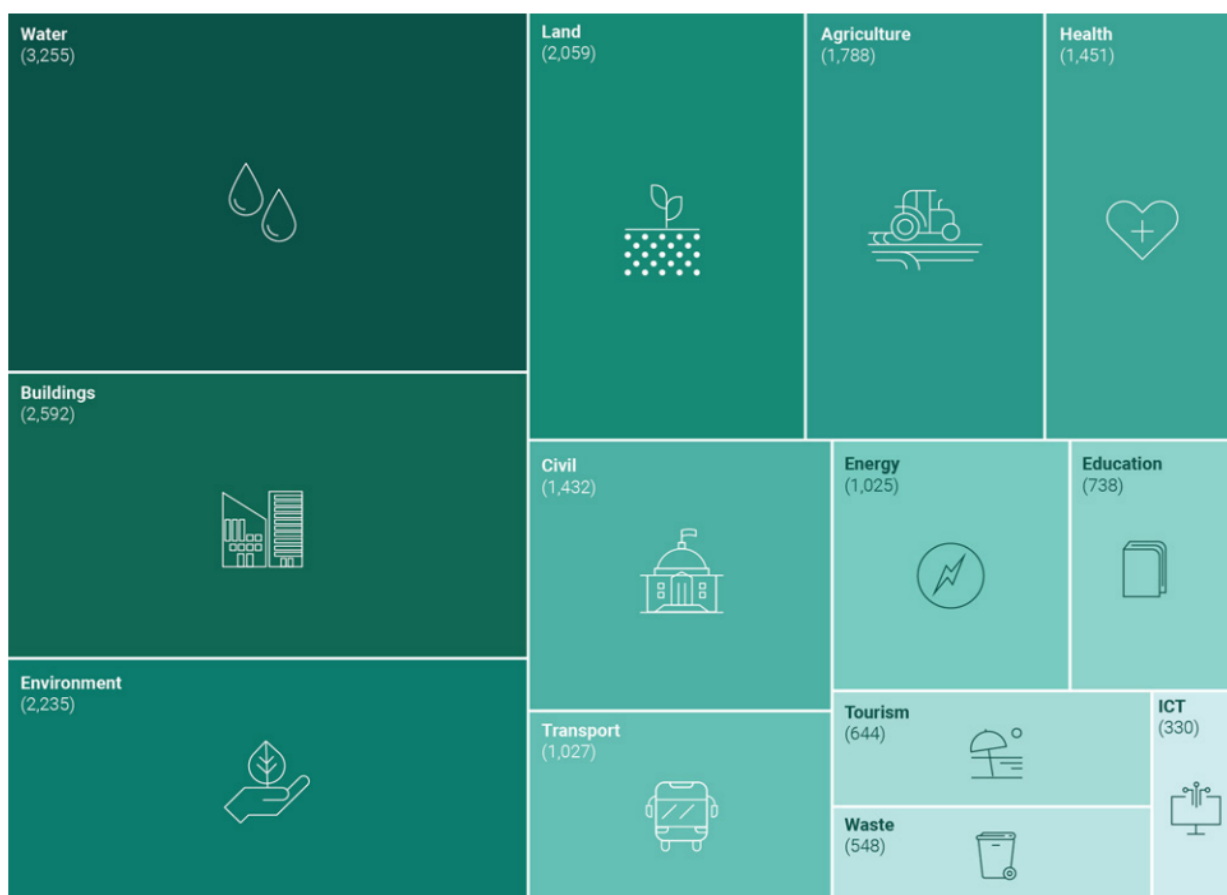 Water
(3,255)
Land
(2,059)
Agriculture
(1,788)
Health
(1,451)
Buildings
(2,592)
Civil
(1,432)
Energy
(1,025)
Education
(738)
Environment
(2,235)
Transport
(1,027)
Tourism
(644)
ICT
(330)
Waste
(548)